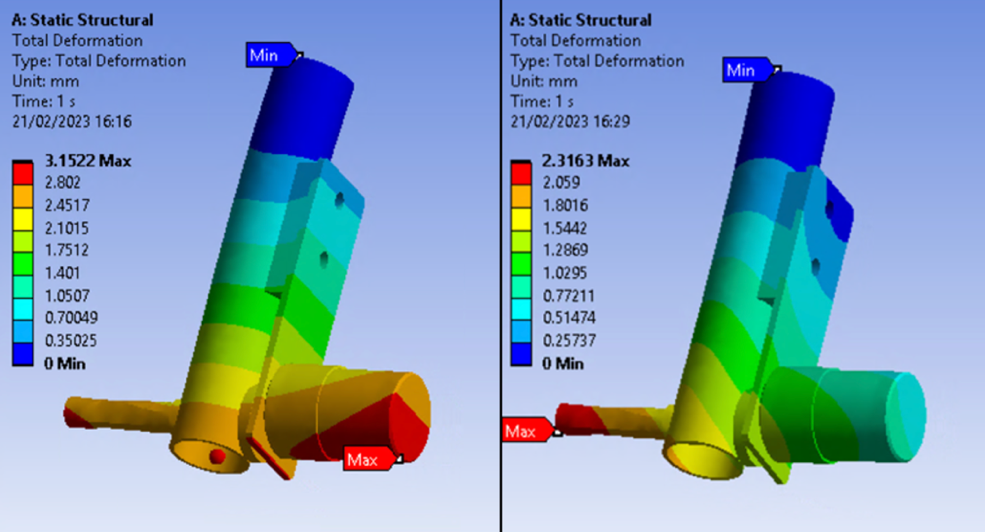 A: Static Structural
Total Deformation
Type: Total Deformation
Unit: mm
Time: 1 s
21/02/2023 16:16
3.1522 Max
2.802
2.4517
2.1015
1.7512
1.401
1.0507
0.70049
0.35025
0 Min
Min
Max
A: Static Structural
Total Deformation
Type: Total Deformation
Unit: mm
Time: 1 s
21/02/2023 16:29
2.3163 Max
2.059
1.8016
1.5442
1.2869
1.0295
0.77211
0.51474
0.25737
0 Min
Min
Max